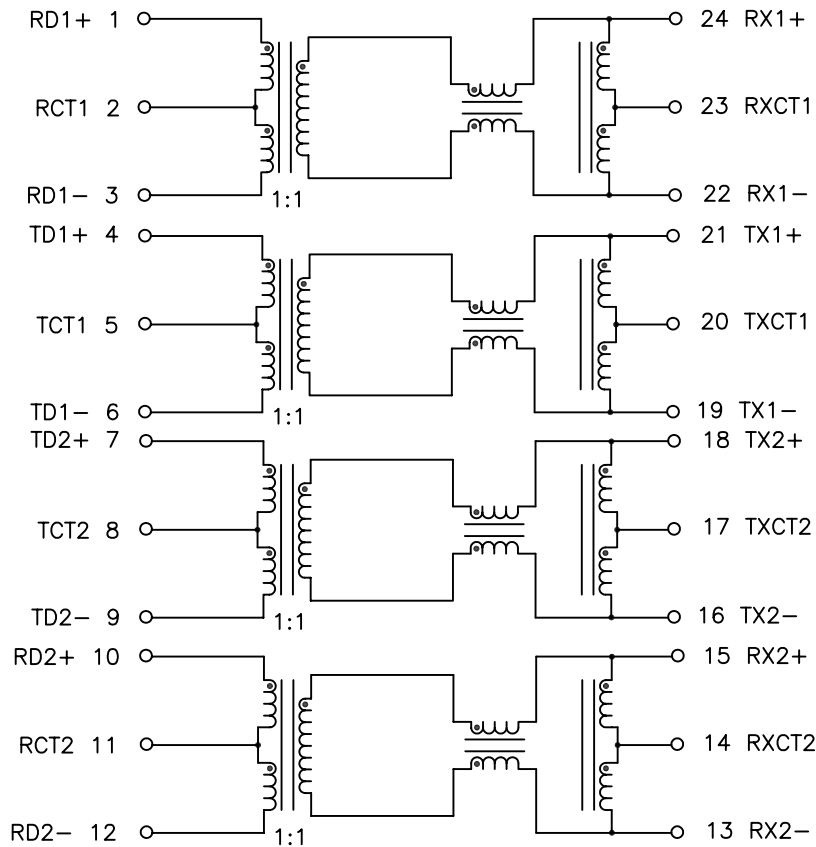 RD1+ 1
24 RX1+
RCT1 2
23 RXCT1
RD1- 3
1:1
22 RX1-
TD1+ 4
21 TX1+
TCT1 5
20 TXCT1
TD1- 6
1:1
19 TX1-
TD2+ 7
18 TX2+
TCT2 8
17 TXCT2
TD2- 9
1:1
16 TX2-
RD2+ 10
15 RX2+
RCT2 11
14 RXCT2
RD2- 12
1:1
13 RX2-